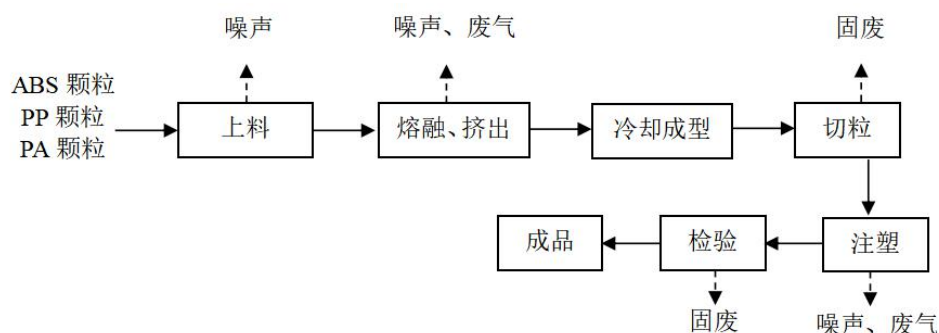 噪声
噪声、废气
固废
ABS 颗粒
PP 颗粒
PA 颗粒
上料
熔融、挤出
冷却成型
切粒
成品
检验
注塑
固废
噪声、废气